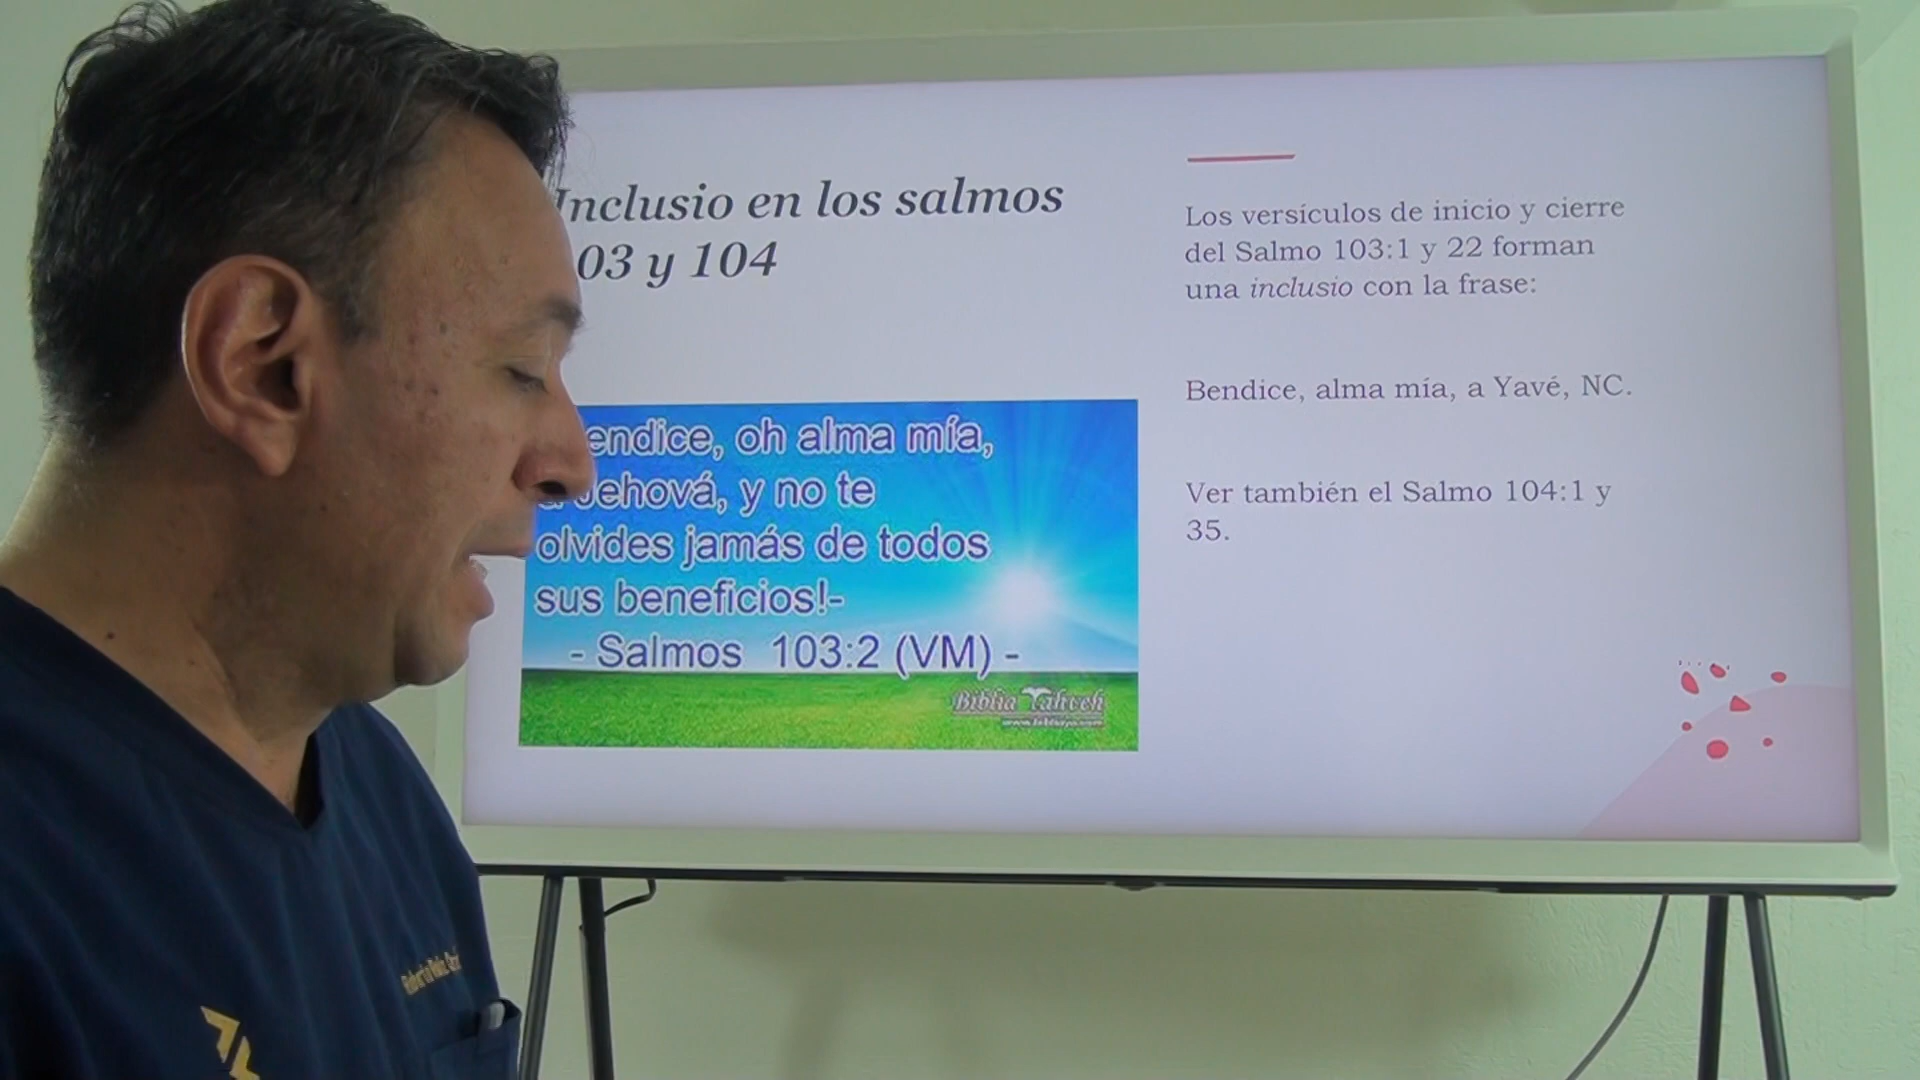 Inclusio en los salmos
03 y 104
endice, oh alma mía,
Jehová, y no te
olvides jamás de todos
sus beneficios!-
- Salmos 103:2 (VM) -
Biblia Yahveh
Los versículos de inicio y cierre
del Salmo 103:1 y 22 forman
una inclusio con la frase:
Bendice, alma mía, a Yavé, NC.
Ver también el Salmo 104:1 y
35.